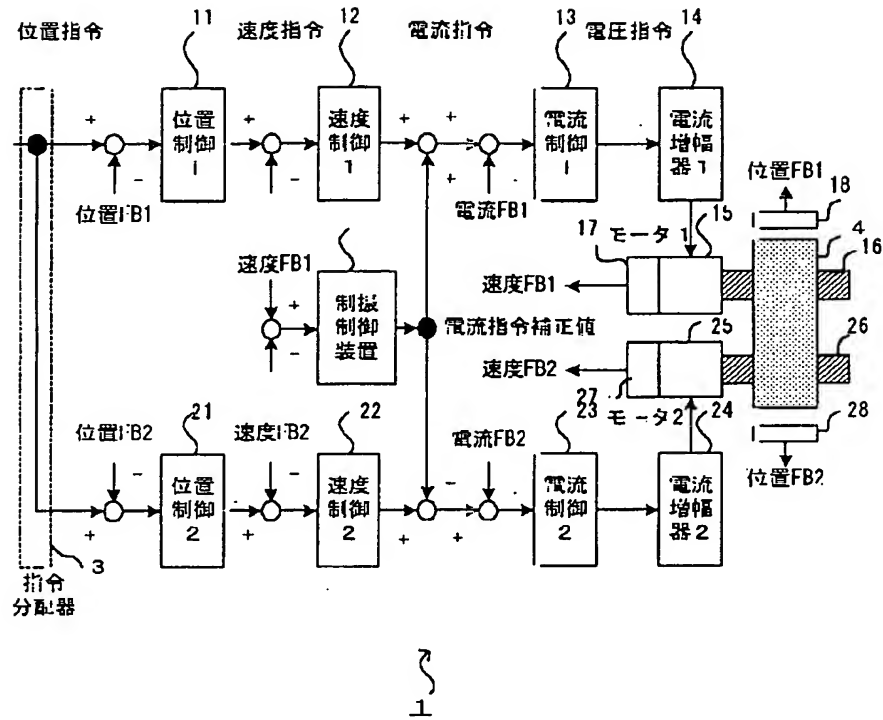 位置指令
11
速度指令
12
電流指令
13
電圧指令
14
+
-
位置FB1
位置
制御
1
+
-
速度
制御
1
+
+
+
-
電流FB1
電流
制御
1
電流
増幅
器1
位置FB1
18
4
16
モータ1
15
17
速度FB1
速度FB1
+
-
制振
制御
装置
電流指令補正値
速度FB2
25
26
27
モータ2
28
位置FB2
位置FB2
21
速度FB2
22
電流FB2
23
24
-
+
位置
制御
2
-
+
速度
制御
2
-
+
+
電流
制御
2
電流
増幅
器2
3
指令
分配器
1